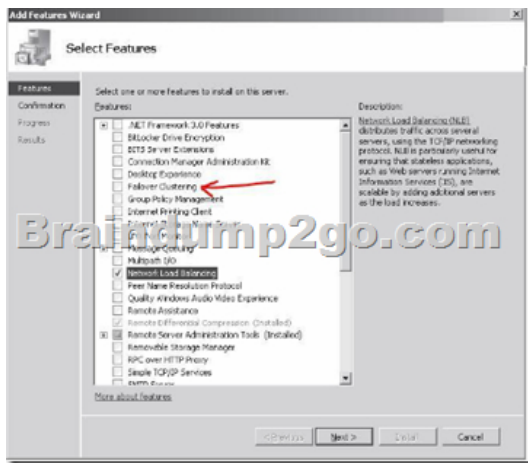 Add Features Wizard
Select Features
Features
Confirmation
Progress
Results
Select one or more features to install on this server.
Features:
.NET Framework 3.0 Features
BitLocker Drive Encryption
BITS Server Extensions
Connection Manager Administration Kit
Desktop Experience
Failover Clustering
Group Policy Management
Internet Printing Client
Internet
Message Queuing
Multipath I/O
Network Load Balancing
Peer Name Resolution Protocol
Quality Windows Audio Video Experience
Remote Assistance
Remote Differential Compression (Installed)
Remote Server Administration Tools (Installed)
Removable Storage Manager
RPC over HTTP Proxy
Simple TCP/IP Services
SMTP Server
More about features
Description:
Network Load Balancing (NLB)
distributes traffic across several
servers, using the TCP/IP networking
protocol. NLB is particularly useful for
ensuring that stateless applications,
such as Web servers running Internet
Information Services (IIS), are
scalable by adding additional servers
as the load increases.
Braindump2go.com
< Previous
Next >
Install
Cancel